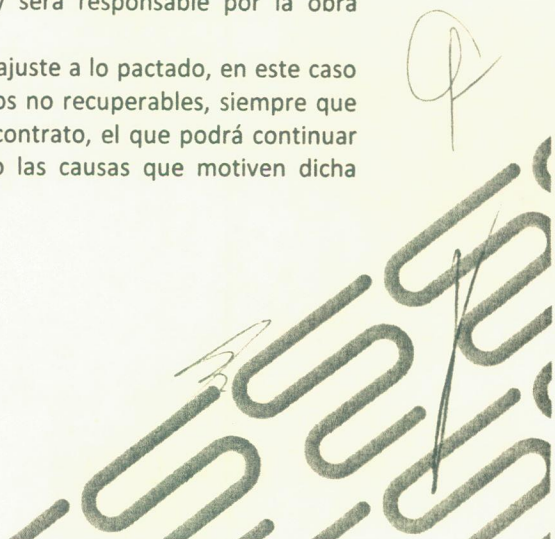 será responsable por la obra
ajuste a lo pactado, en este caso
os no recuperables, siempre que
contrato, el que podrá continuar
o las causas que motiven dicha